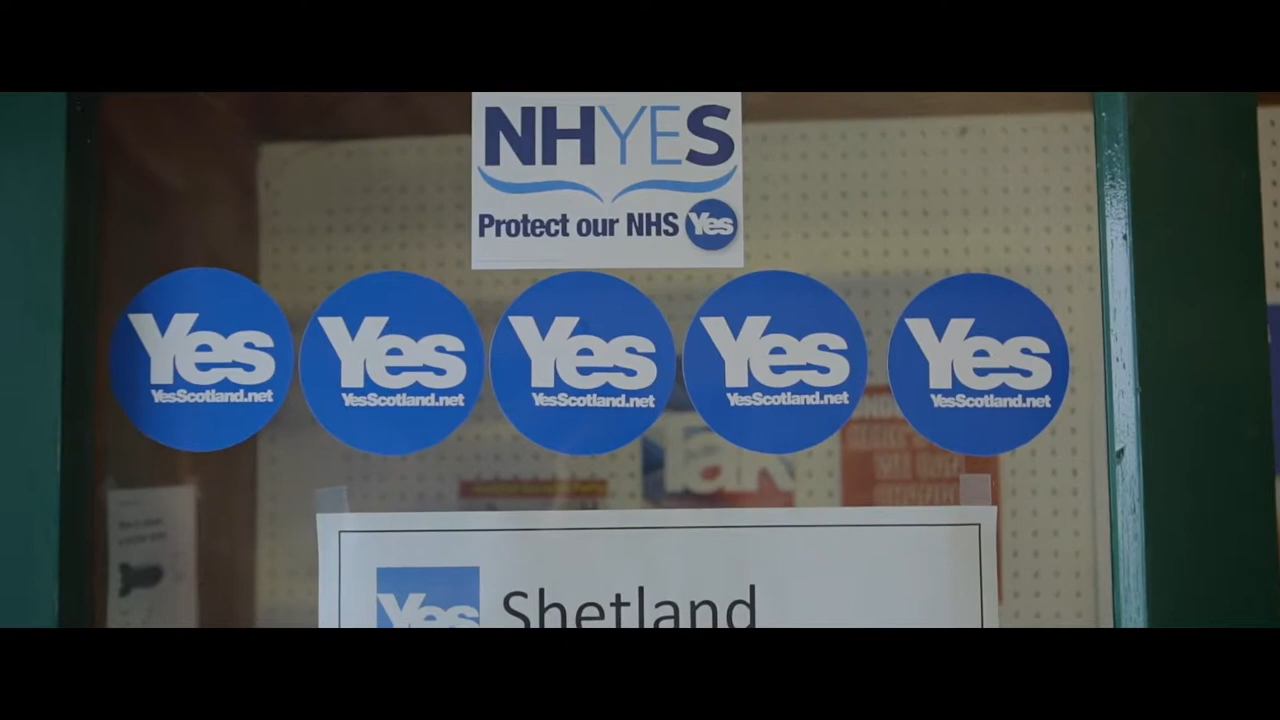 NHYES
Protect our NHS Yes
Yes
YesScotland.net
Yes
YesScotland.net
Yes
YesScotland.net
Yes
YesScotland.net
Yes
YesScotland.net
Yes Shetland